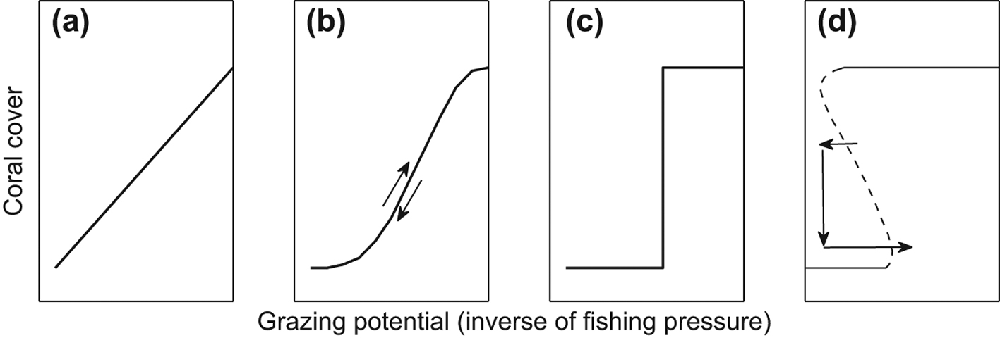 (a)
(b)
(c)
(d)
Coral cover
Grazing potential (inverse of fishing pressure)